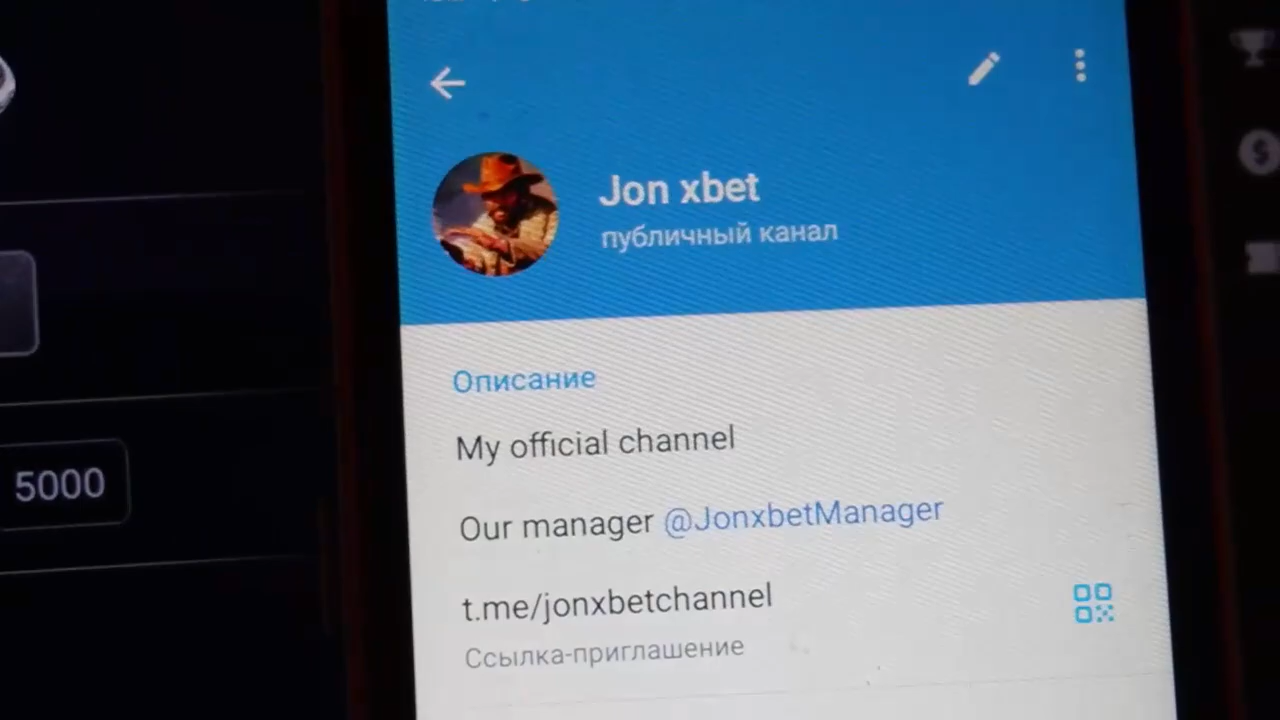 Jon xbet
публичный канал
Описание
My official channel
5000
Our manager @JonxbetManager
t.me/jonxbetchannel
Ссылка-приглашение